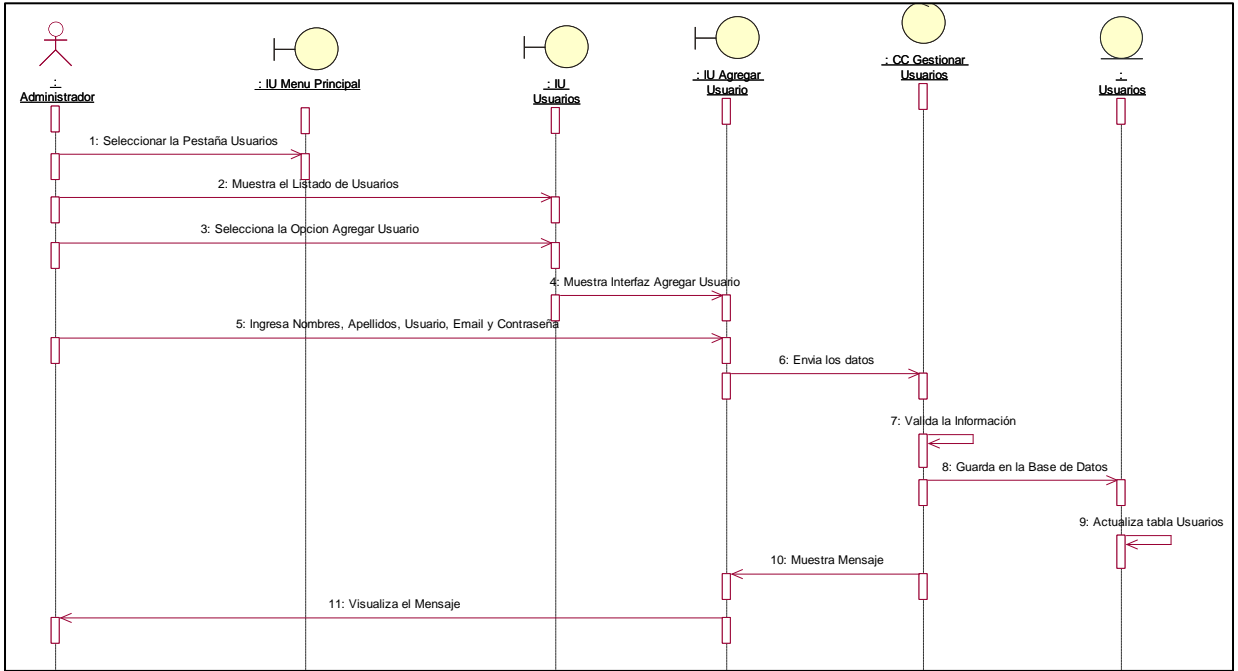 :
Administrador
: IU Menu Principal
: IU
Usuarios
: IU Agregar
Usuario
: CC Gestionar
Usuarios
:
Usuarios
1: Seleccionar la Pestaña Usuarios
2: Muestra el Listado de Usuarios
3: Selecciona la Opcion Agregar Usuario
4: Muestra Interfaz Agregar Usuario
5: Ingresa Nombres, Apellidos, Usuario, Email y Contraseña
6: Envia los datos
7: Valida la Información
8: Guarda en la Base de Datos
9: Actualiza tabla Usuarios
10: Muestra Mensaje
11: Visualiza el Mensaje